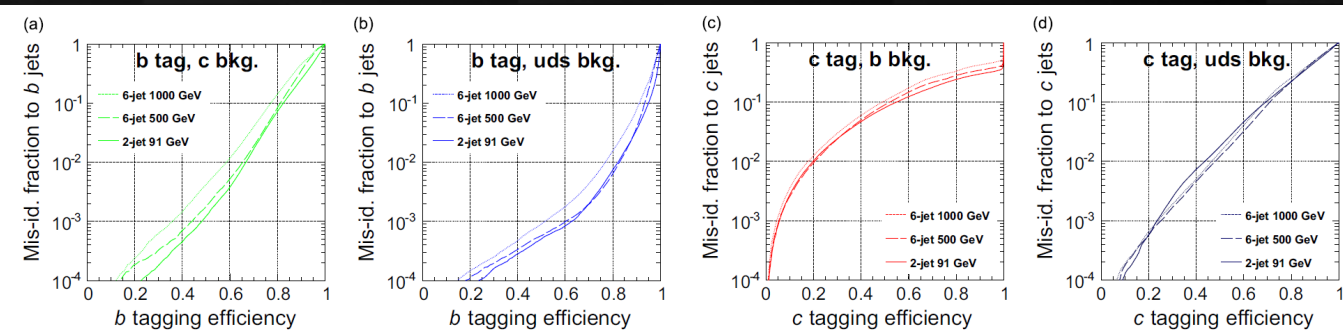 (a)
b tag, c bkg.
6-jet 1000 GeV
6-jet 500 GeV
2-jet 91 GeV
Mis-id. fraction to b jets
1
10-1
10-2
10-3
10-4
0 0.2 0.4 0.6 0.8 1
b tagging efficiency
(b)
b tag, uds bkg.
6-jet 1000 GeV
6-jet 500 GeV
2-jet 91 GeV
Mis-id. fraction to b jets
1
10-1
10-2
10-3
10-4
0 0.2 0.4 0.6 0.8 1
b tagging efficiency
(c)
c tag, b bkg.
Mis-id. fraction to c jets
1
10-1
10-2
10-3
10-4
6-jet 1000 GeV
6-jet 500 GeV
2-jet 91 GeV
0 0.2 0.4 0.6 0.8 1
c tagging efficiency
(d)
c tag, uds bkg.
Mis-id. fraction to c jets
1
10-1
10-2
10-3
10-4
6-jet 1000 GeV
6-jet 500 GeV
2-jet 91 GeV
0 0.2 0.4 0.6 0.8 1
c tagging efficiency